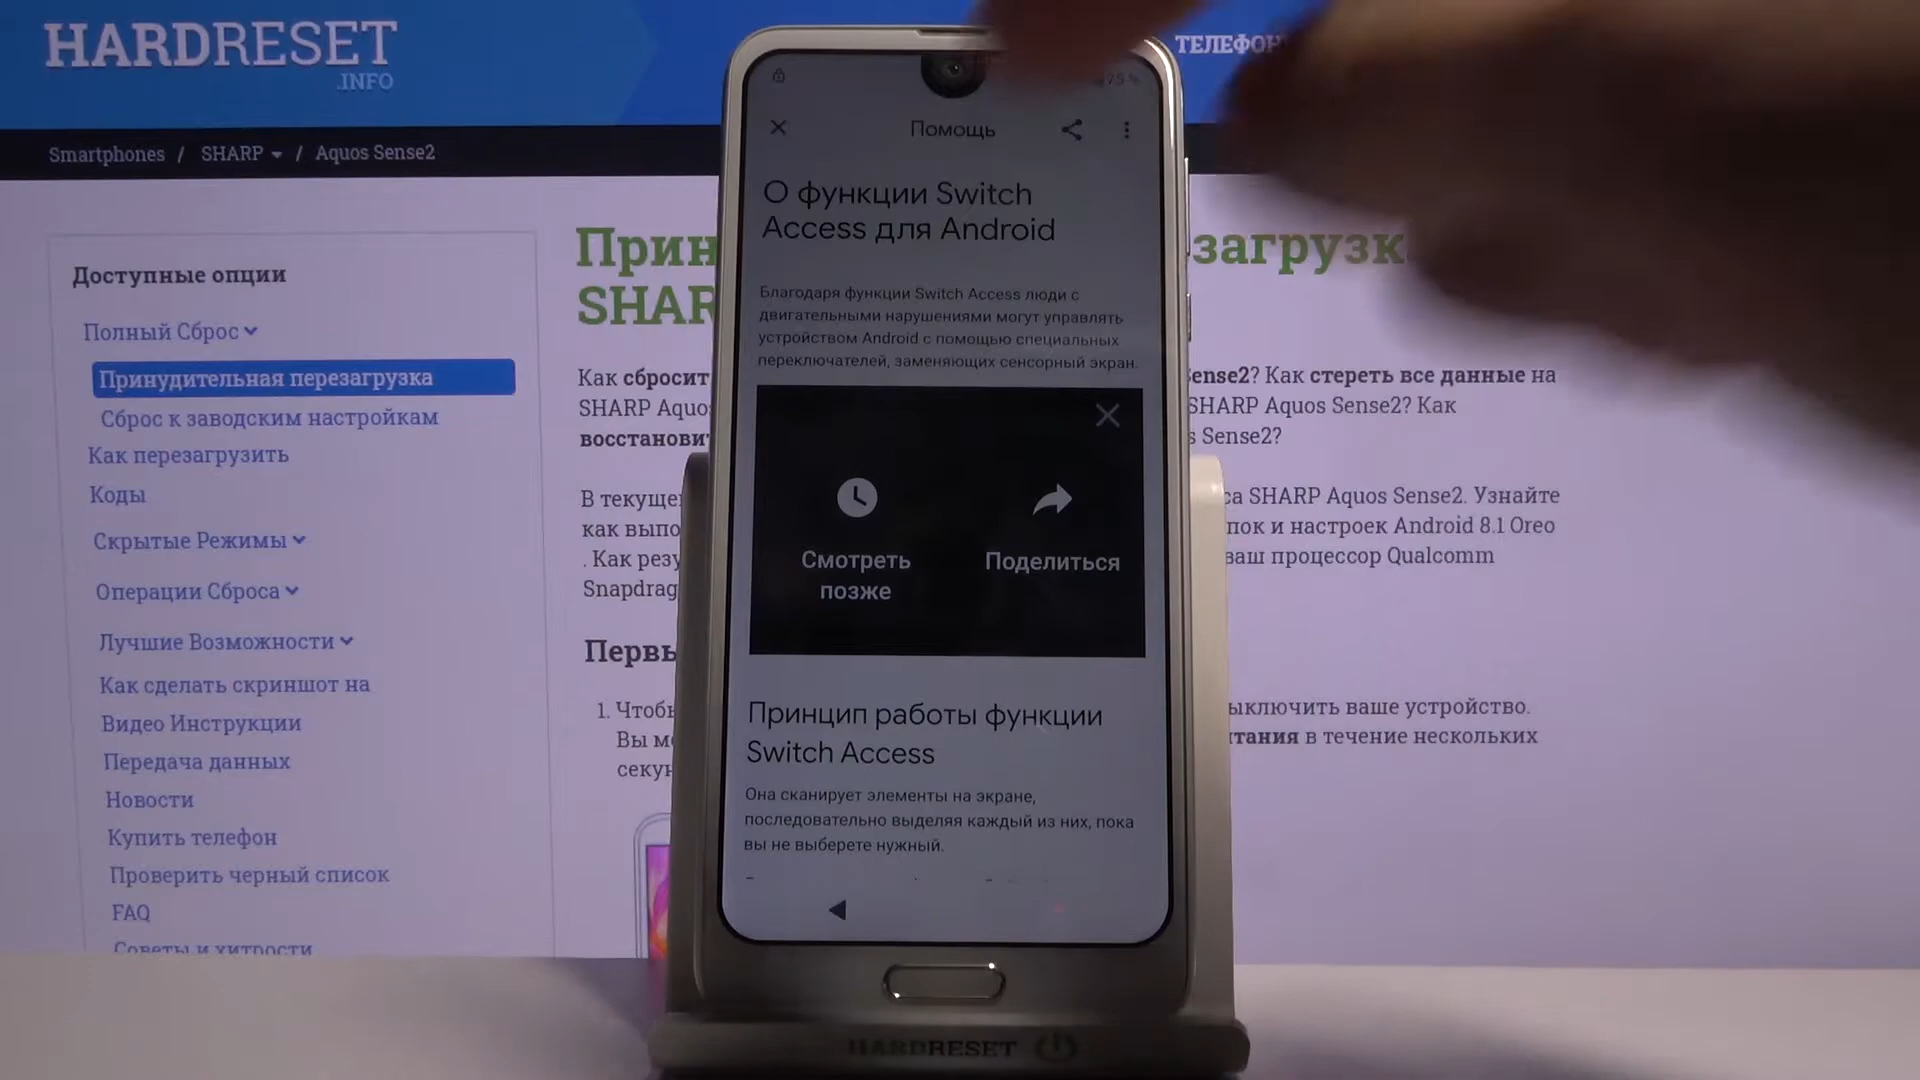 HARDRESET
.INFO
ТЕЛЕФОН
Smartphones / SHARP / Aquos Sense2
Доступные опции
Полный Сброс
Принудительная перезагрузка
Сброс к заводским настройкам
Как перезагрузить
Коды
Скрытые Режимы
Операции Сброса
Лучшие Возможности
Как сделать скриншот на
Видео Инструкции
Передача данных
Новости
Купить телефон
Проверить черный список
FAQ
Советы и хитрости
Прин
загрузк
SHAR
Как сбросит
Sense2? Как стереть все данные на
SHARP Aquo
SHARP Aquos Sense2? Как
восстанови
s Sense2?
В текуще
са SHARP Aquos Sense2. Узнайте
как выпо
пок и настроек Android 8.1 Oreo
. Как резу
ваш процессор Qualcomm
Snapdrag
Первы
1. Чтобы
ыключить ваше устройство.
Вы мо
тания в течение нескольких
секун
75 %
Помощь
О функции Switch
Access для Android
Благодаря функции Switch Access люди с
двигательными нарушениями могут управлять
устройством Android с помощью специальных
переключателей, заменяющих сенсорный экран.
Смотреть
позже
Поделиться
Принцип работы функции
Switch Access
Она сканирует элементы на экране,
последовательно выделяя каждый из них, пока
вы не выберете нужный.
HARDRESET